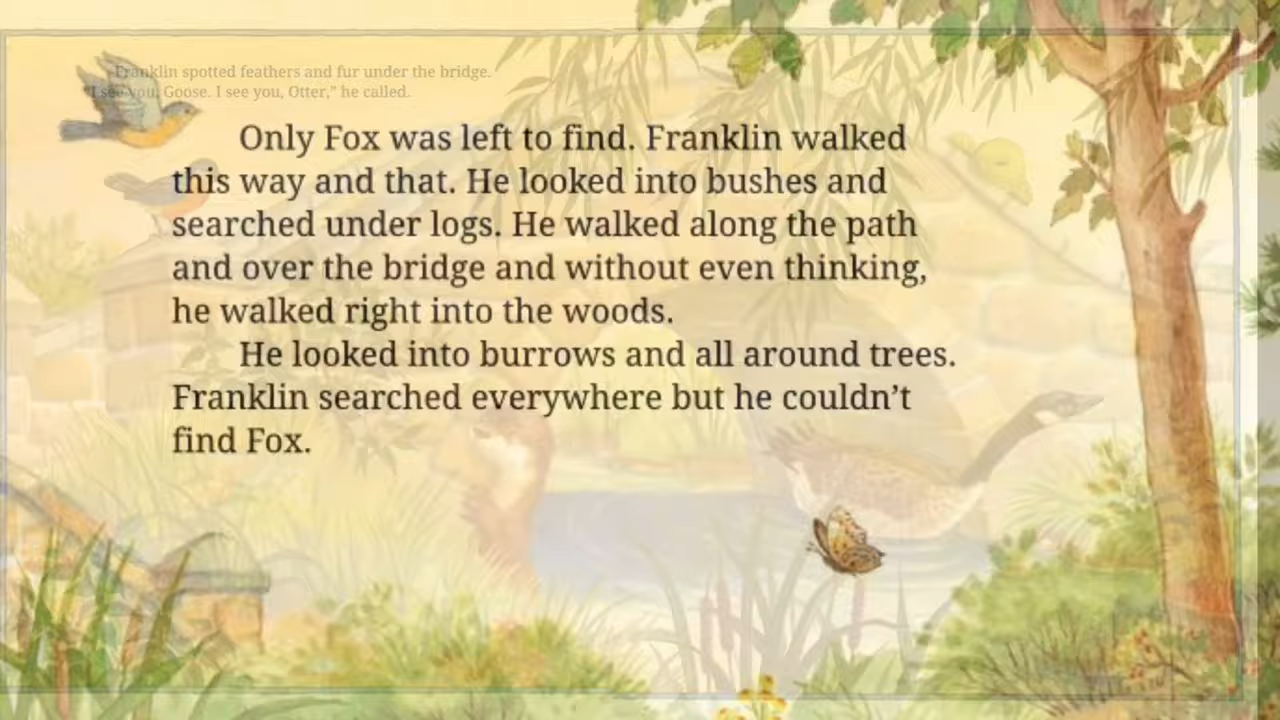 Franklin spotted feathers and fur under the bridge.
"I see you, Goose. I see you, Otter," he called.
Only Fox was left to find. Franklin walked
this way and that. He looked into bushes and
searched under logs. He walked along the path
and over the bridge and without even thinking,
he walked right into the woods.
He looked into burrows and all around trees.
Franklin searched everywhere but he couldn’t
find Fox.